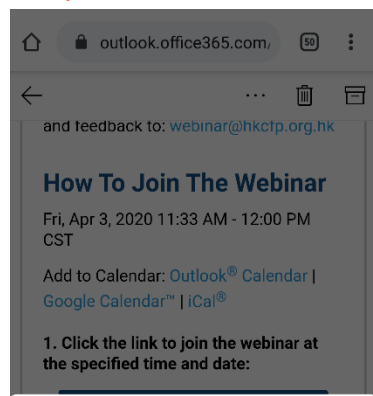 outlook.office365.com/
50
and feedback to: webinar@hkcfp.org.hk
How To Join The Webinar
Fri, Apr 3, 2020 11:33 AM - 12:00 PM
CST
Add to Calendar: Outlook® Calendar |
Google Calendar™ | iCal®
1. Click the link to join the webinar at
the specified time and date: